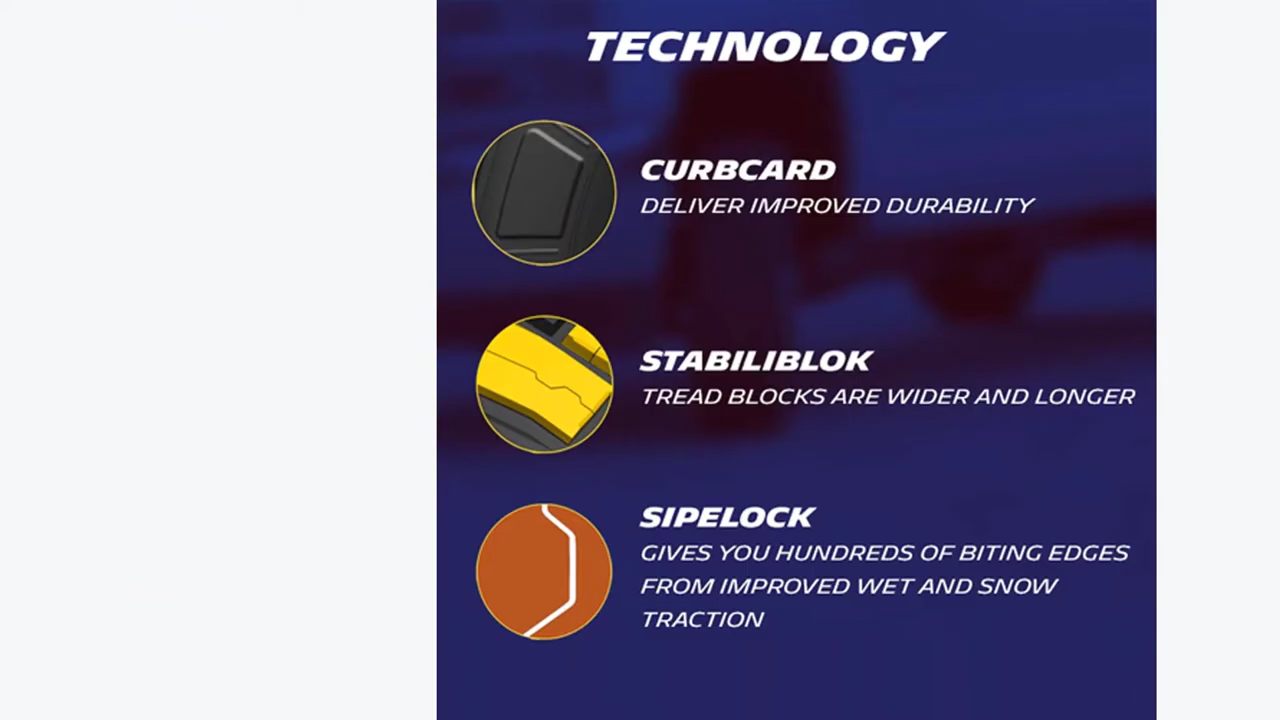 TECHNOLOGY
CURBCARD
DELIVER IMPROVED DURABILITY
STABILIBLOK
TREAD BLOCKS ARE WIDER AND LONGER
SIPELOCK
GIVES YOU HUNDREDS OF BITING EDGES
FROM IMPROVED WET AND SNOW
TRACTION